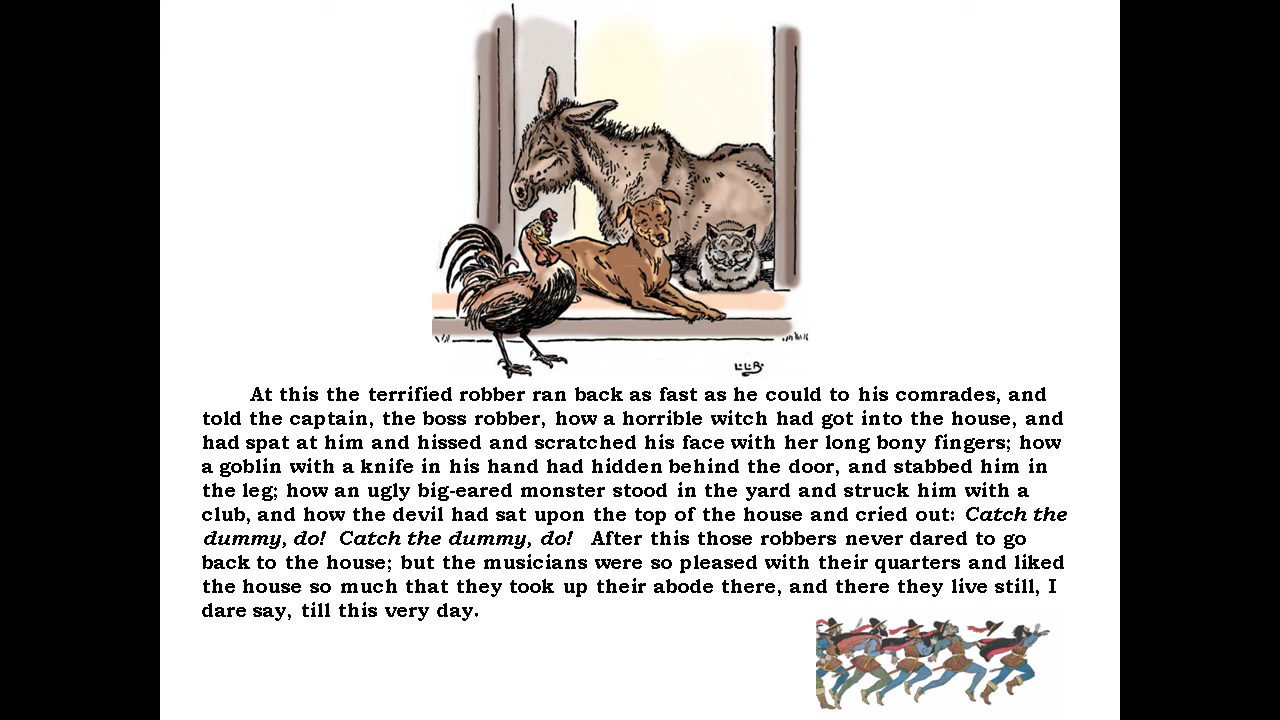 L.L.B.
At this the terrified robber ran back as fast as he could to his comrades, and
told the captain, the boss robber, how a horrible witch had got into the house, and
had spat at him and hissed and scratched his face with her long bony fingers; how
a goblin with a knife in his hand had hidden behind the door, and stabbed him in
the leg; how an ugly big-eared monster stood in the yard and struck him with a
club, and how the devil had sat upon the top of the house and cried out: Catch the
dummy, do! Catch the dummy, do! After this those robbers never dared to go
back to the house; but the musicians were so pleased with their quarters and liked
the house so much that they took up their abode there, and there they live still, I
dare say, till this very day.